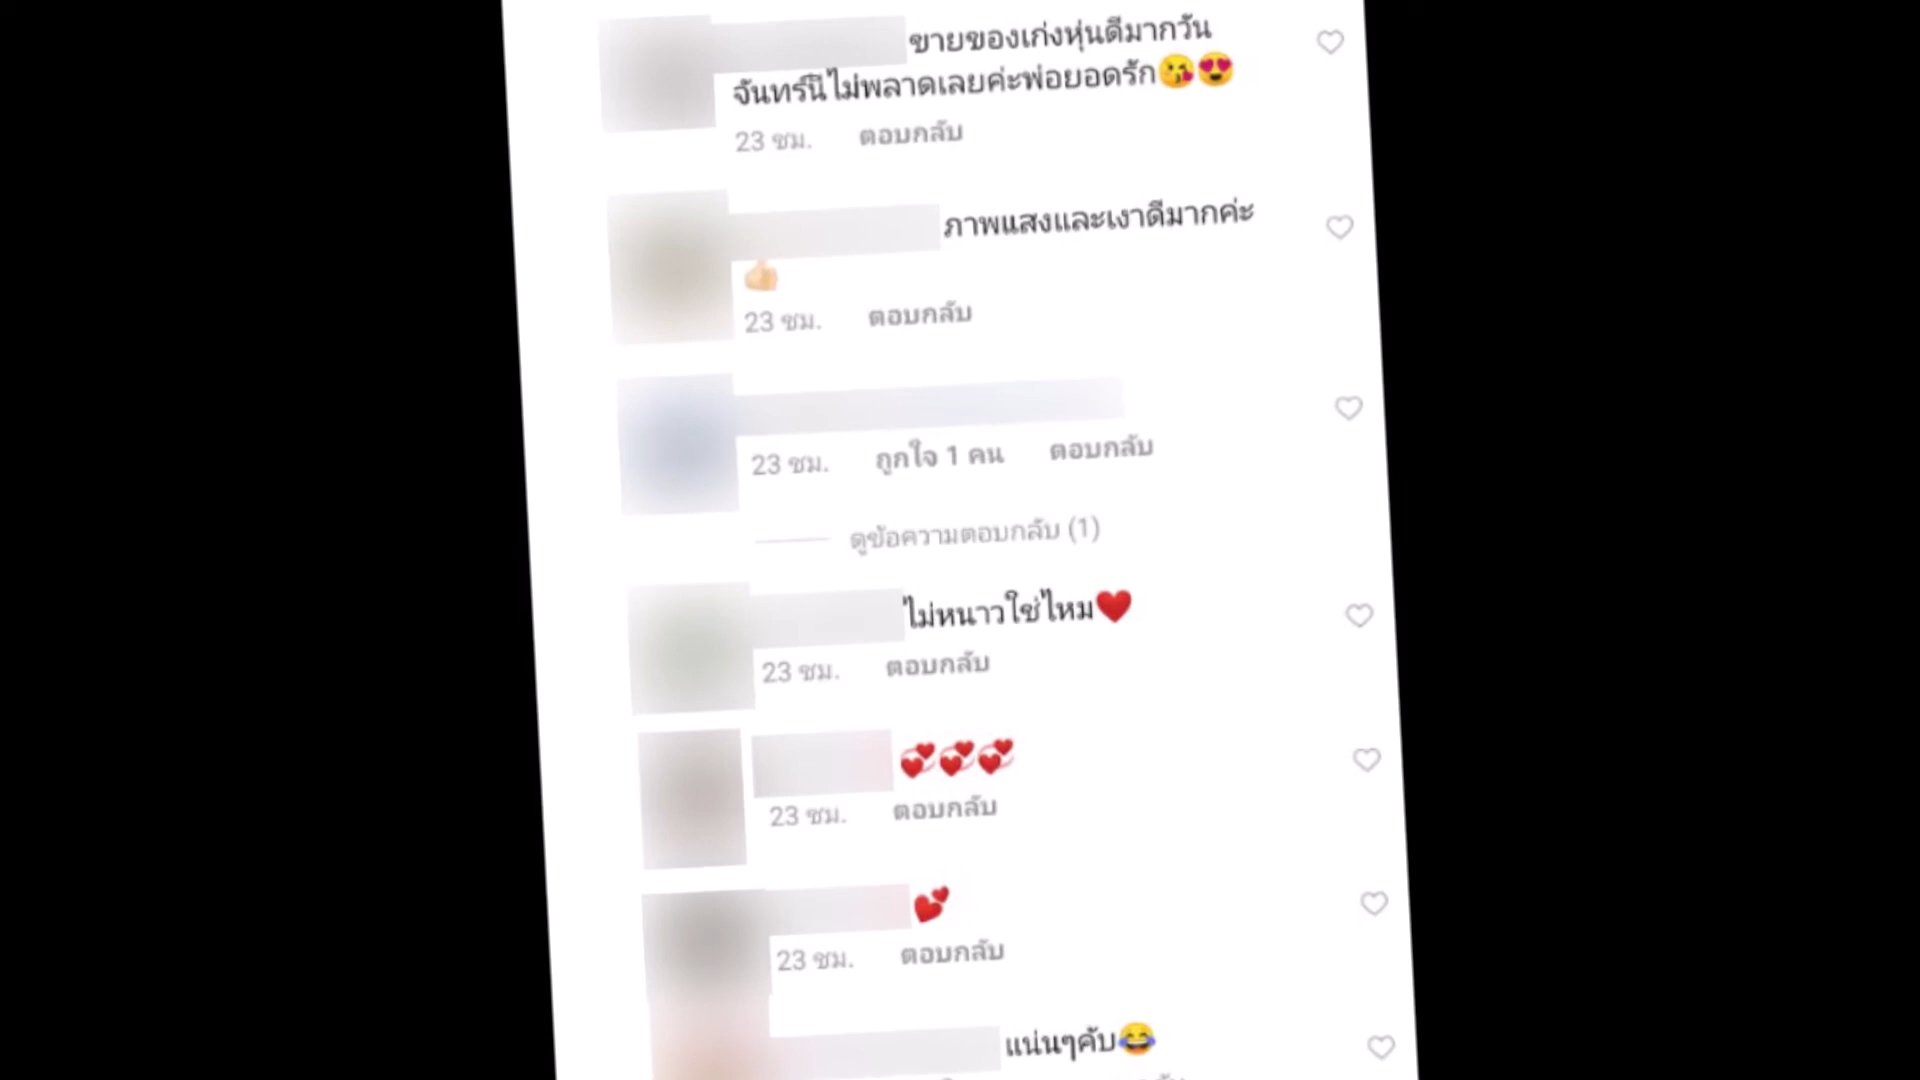 ขายของเก่งหุ่นดีมากวัน
จันทร์นี้ไม่พลาดเลยค่ะพ่อยอดรัก😘😍
23 ชม. ตอบกลับ
ภาพแสงและเงาดีมากค่ะ
👍🏻
23 ชม. ตอบกลับ
23 ชม. ถูกใจ 1 คน ตอบกลับ
ดูข้อความตอบกลับ (1)
ไม่หนาวใช่ไหม❤️
23 ชม. ตอบกลับ
💞💞💞
23 ชม. ตอบกลับ
💕
23 ชม. ตอบกลับ
แน่นๆคับ😂